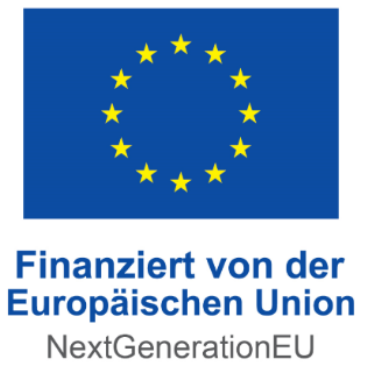 Finanziert von der
Europäischen Union
NextGenerationEU